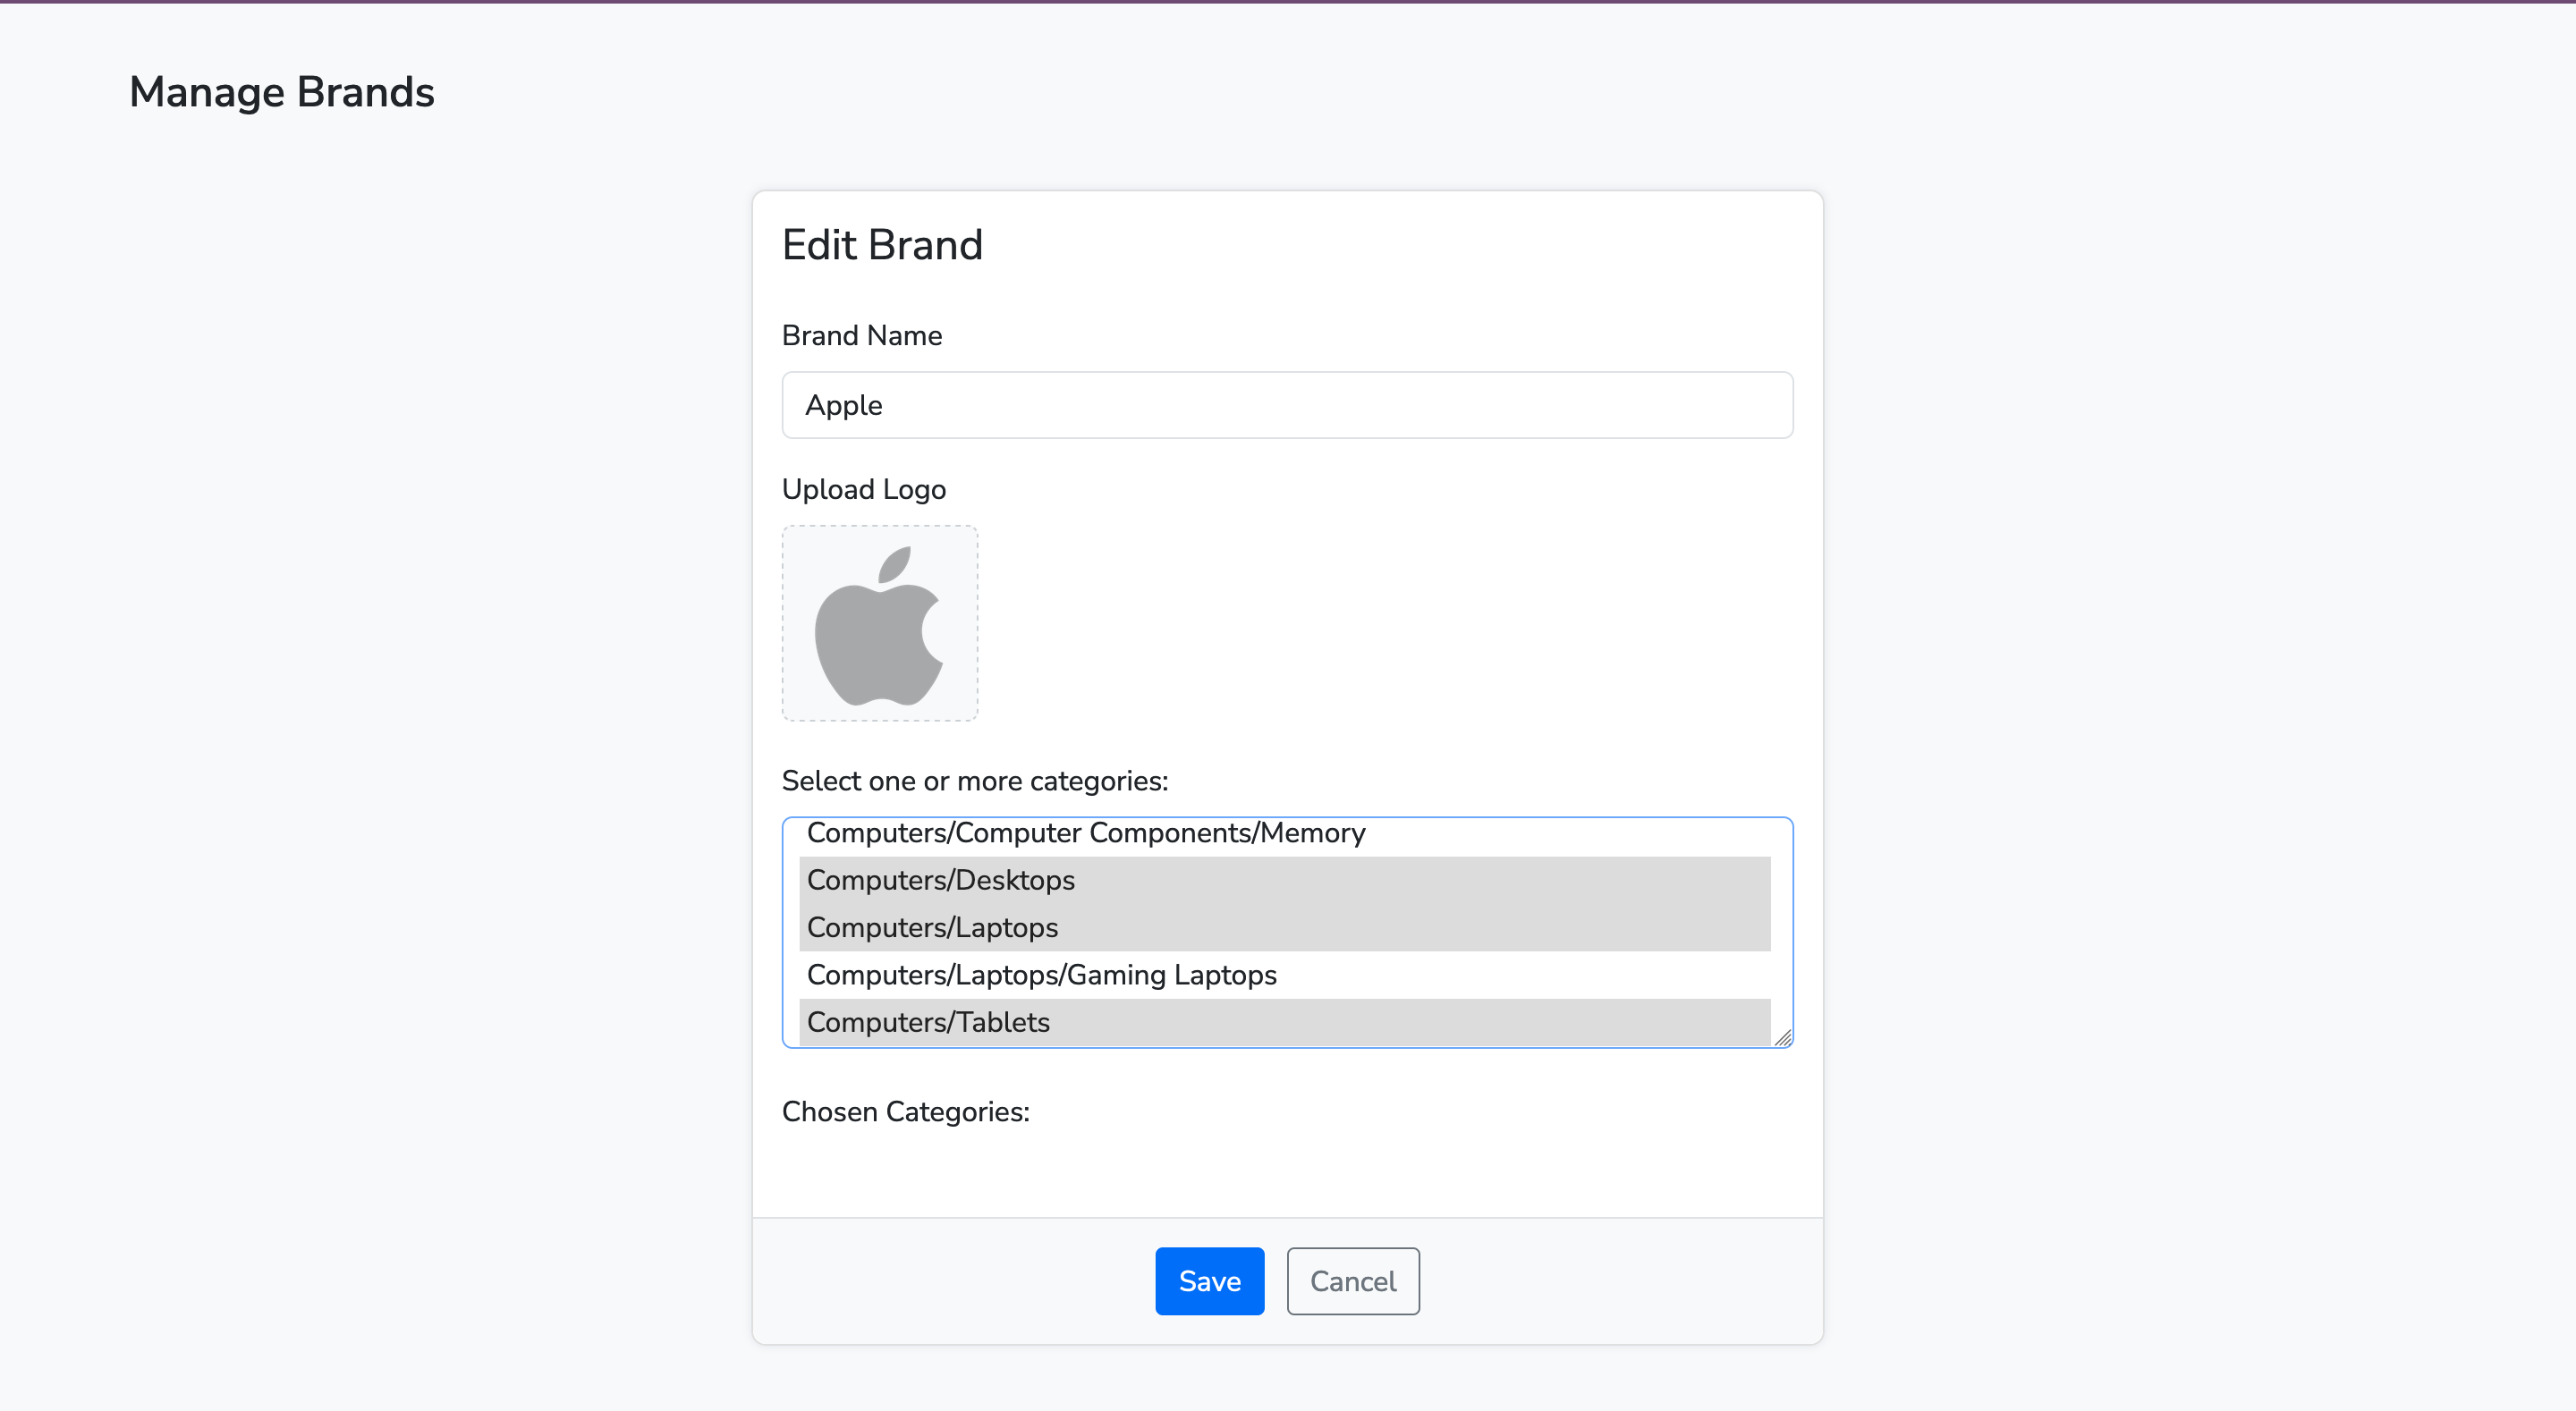 Manage Brands
Edit Brand
Brand Name
Apple
Upload Logo
Select one or more categories:
Computers/Computer Components/Memory
Computers/Desktops
Computers/Laptops
Computers/Laptops/Gaming Laptops
Computers/Tablets
Chosen Categories:
Save
Cancel